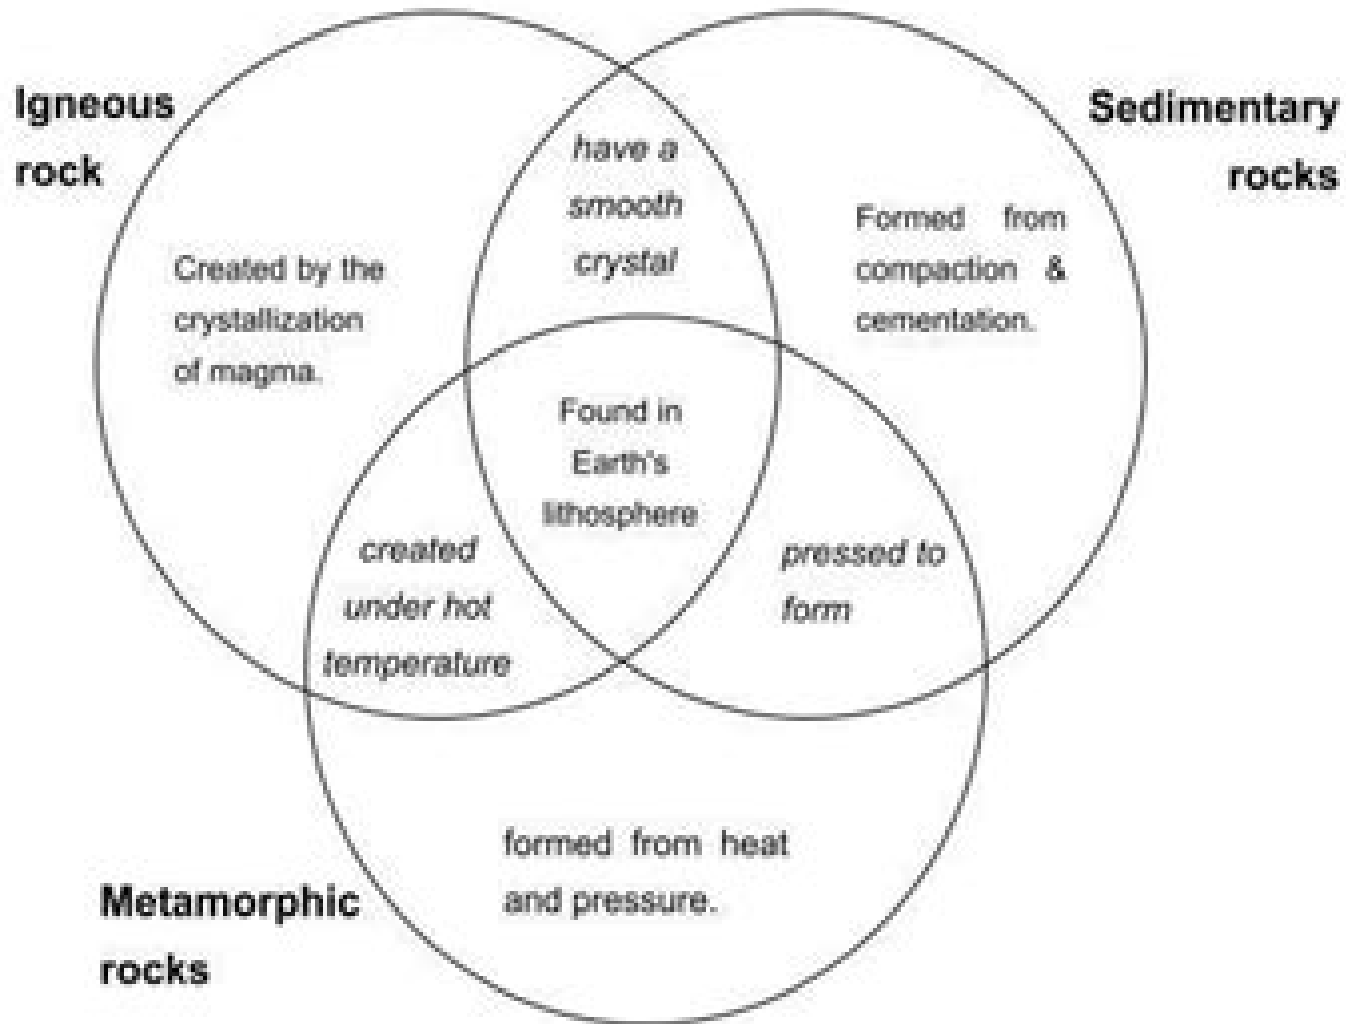 Igneous
rock
Sedimentary
rocks
have a
smooth
crystal
Created by the
crystallization
of magma.
Formed from
compaction &
cementation.
Found in
Earth's
lithosphere
created
under hot
temperature
pressed to
form
formed from heat
and pressure.
Metamorphic
rocks